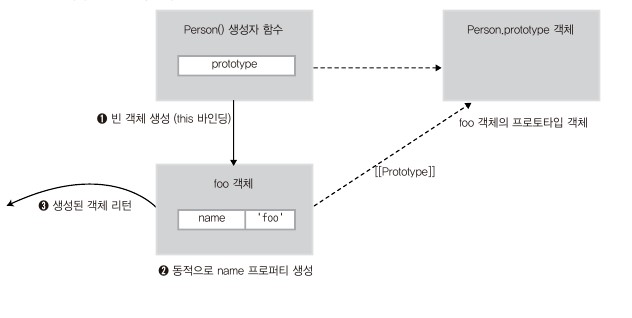 Person() 생성자 함수
prototype
Person.prototype 객체
❶ 빈 객체 생성 (this 바인딩)
foo 객체의 프로토타입 객체
[[Prototype]]
foo 객체
name 'foo'
❸ 생성된 객체 리턴
❷ 동적으로 name 프로퍼티 생성